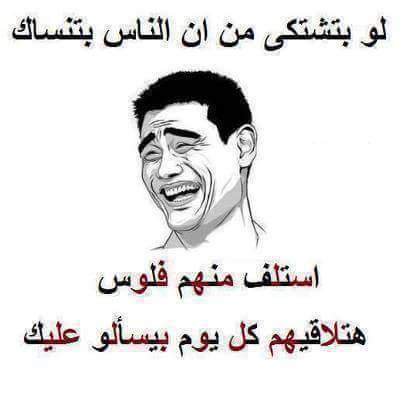 لو بتشتكى من ان الناس بتنساك
استلف منهم فلوس
هتلاقيهم كل يوم بيسألو عليك